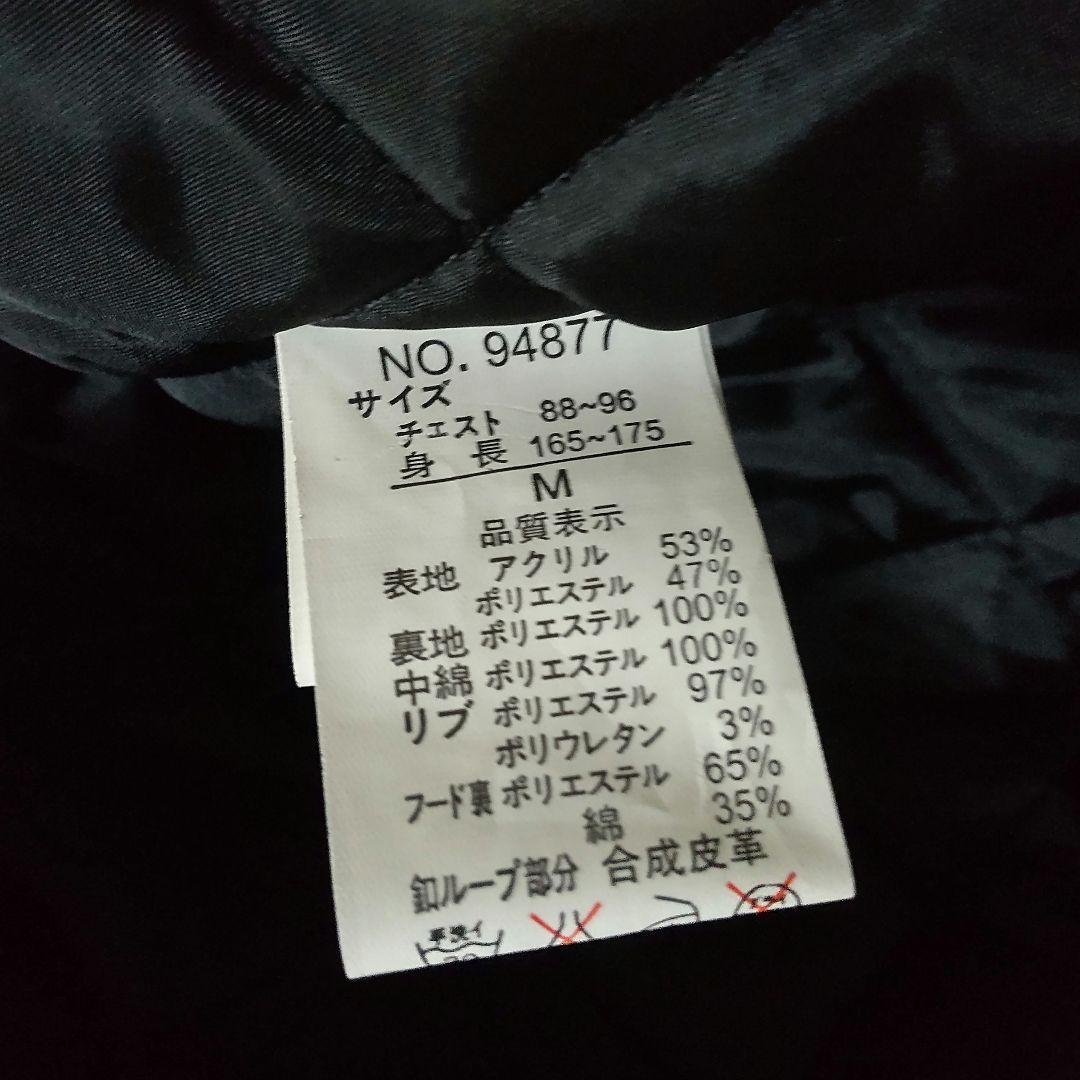 NO. 94877
サイズ
チェスト 88~96
身長 165~175
M
品質表示
表地 アクリル 53%
ポリエステル 47%
裏地 ポリエステル 100%
中綿 ポリエステル 100%
リブ ポリエステル 97%
ポリウレタン 3%
フード裏 ポリエステル 65%
綿 35%
釦ループ部分 合成皮革
手洗イ